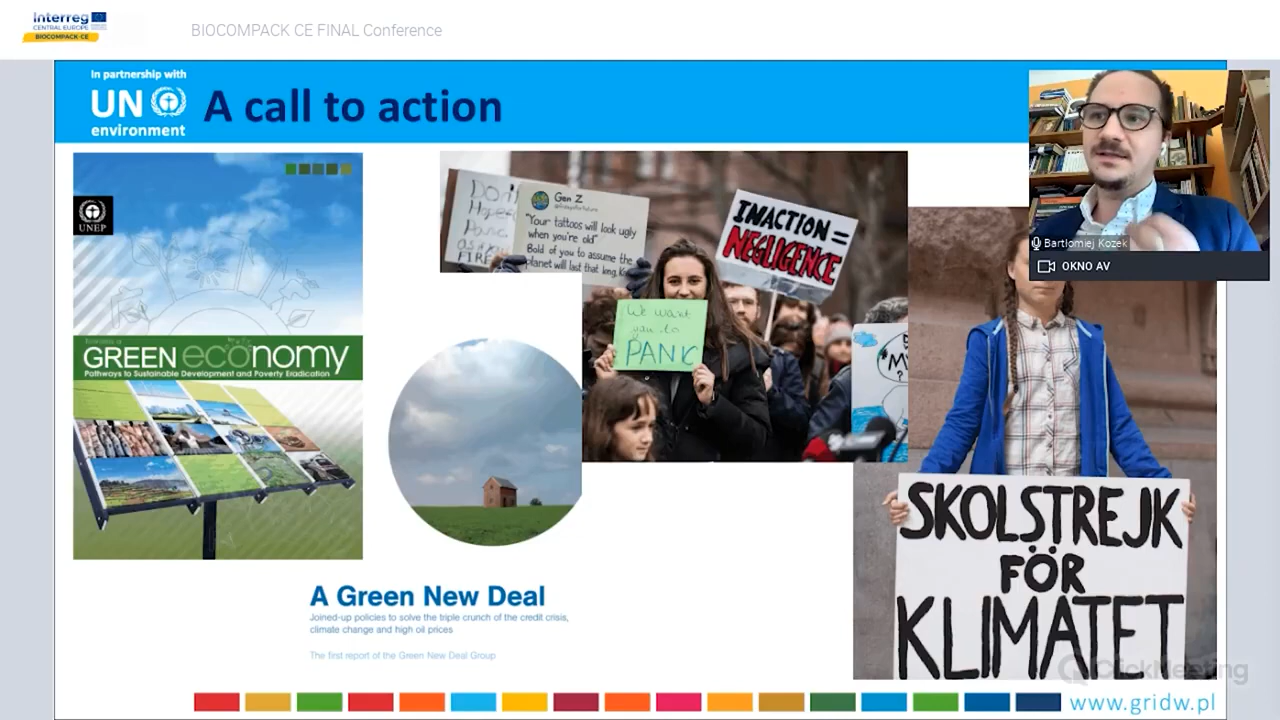 Interreg
CENTRAL EUROPE
BIOCOMPACK-CE
BIOCOMPACK CE FINAL Conference
In partnership with
UN
environment
A call to action
Bartłomiej Kozek
OKNO AV
UNEP
Towards a
GREEN economy
Pathways to Sustainable Development and Poverty Eradication
Don't
Panic
FIRE
Gen Z
"Your tattoos will look ugly
when you're old"
Bold of you to assume the
planet will last that long,
INACTION =
NEGLIGENCE
We want
you to
PANIC
MY
?
A Green New Deal
Joined-up policies to solve the triple crunch of the credit crisis,
climate change and high oil prices
The first report of the Green New Deal Group
SKOLSTREJK
FÖR
KLIMATET
ClickMeeting
www.gridw.pl